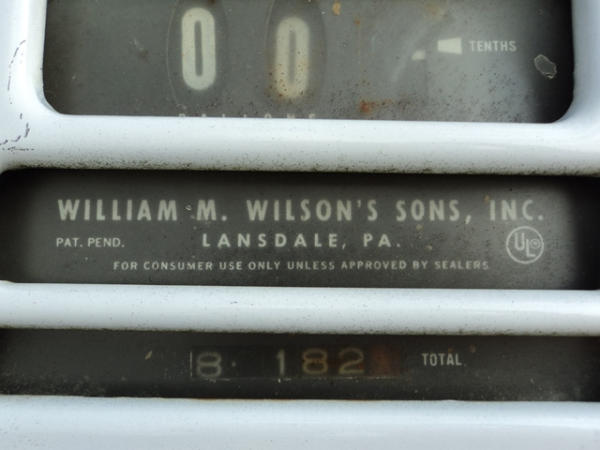 0 0
TENTHS
GALLONS
WILLIAM M. WILSON'S SONS, INC.
PAT. PEND. LANSDALE, PA. UL
FOR CONSUMER USE ONLY UNLESS APPROVED BY SEALERS
8 182 TOTAL